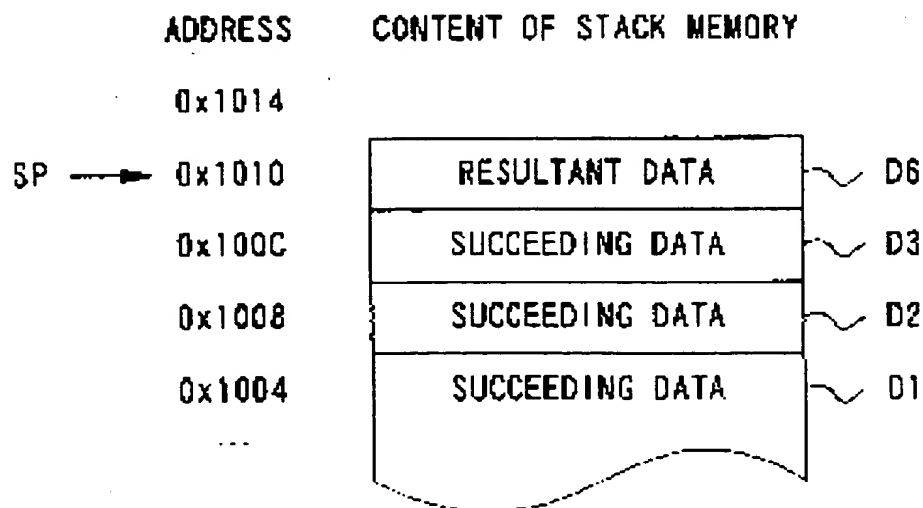 ADDRESS CONTENT OF STACK MEMORY
0x1014
SP 0x1010 RESULTANT DATA D6
0x100C SUCCEEDING DATA D3
0x1008 SUCCEEDING DATA D2
0x1004 SUCCEEDING DATA D1
...